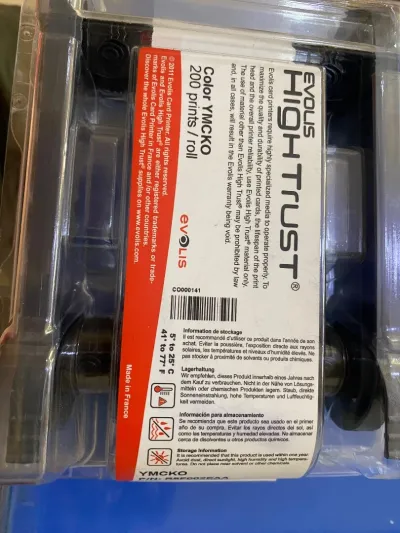 EVOLIS
HIGH TRUST®
Evolis card printers require highly specialized media to operate properly. To
maximize the quality and durability of printed cards, the lifespan of the print
head and the overall printer reliability, use Evolis High Trust® material only.
The use of material other than Evolis High Trust® may be prohibited by law
and, in all cases, will result in the Evolis warranty being void.
Color YMCKO
200 prints / roll
evolis
© 2011 Evolis Card Printer. All rights reserved.
Evolis and Evolis High Trust® are either registered trademarks or trade-
marks of Evolis Card Printer in France and /or other countries.
Discover the whole Evolis High Trust® supplies on www.evolis.com.
CO000141
5° to 25° C
41° to 77° F
Made in France
Information de stockage
Il est recommandé d'utiliser ce produit dans l'année de son
achat. Eviter la poussière, l'exposition directe aux rayons
solaires, les températures et niveaux d'humidité élevés. Ne
pas stocker à proximité de solvants ou produits chimiques.
Lagerhaltung
Wir empfehlen, dieses Produkt innerhalb eines Jahres nach
dem Kauf zu verbrauchen. Nicht in der Nähe von Lösungs-
mitteln oder chemischen Produkten lagern. Staub, direkte
Sonneneinstrahlung, hohe Temperaturen und Luftfeuchtig-
keit vermeiden.
Información para almacenamiento
Se recomienda que este producto sea usado en el primer
año de su compra. Evitar los rayos directos del sol, así
como las temperaturas y humedad elevadas. No almacenar
cerca de disolventes u otros productos químicos.
Storage Information
It is recommended that this product is used within one year.
Avoid dust, direct sunlight, high humidity and high tempera-
tures. Do not place near solvent or other chemicals.
YMCKO